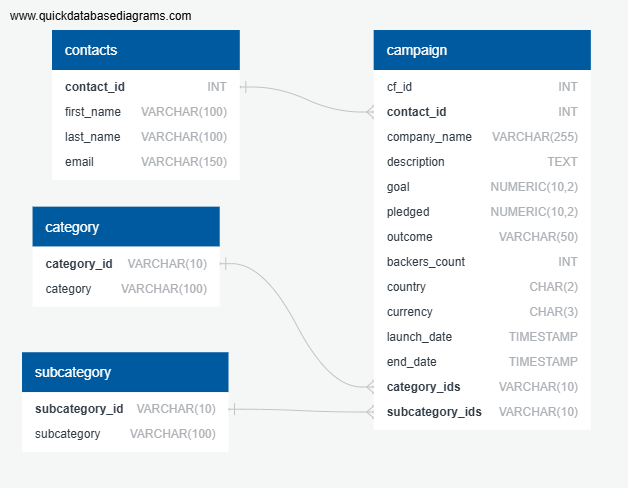 www.quickdatabasediagrams.com
contacts
contact_id INT
first_name VARCHAR(100)
last_name VARCHAR(100)
email VARCHAR(150)
category
category_id VARCHAR(10)
category VARCHAR(100)
subcategory
subcategory_id VARCHAR(10)
subcategory VARCHAR(100)
campaign
cf_id INT
contact_id INT
company_name VARCHAR(255)
description TEXT
goal NUMERIC(10,2)
pledged NUMERIC(10,2)
outcome VARCHAR(50)
backers_count INT
country CHAR(2)
currency CHAR(3)
launch_date TIMESTAMP
end_date TIMESTAMP
category_ids VARCHAR(10)
subcategory_ids VARCHAR(10)